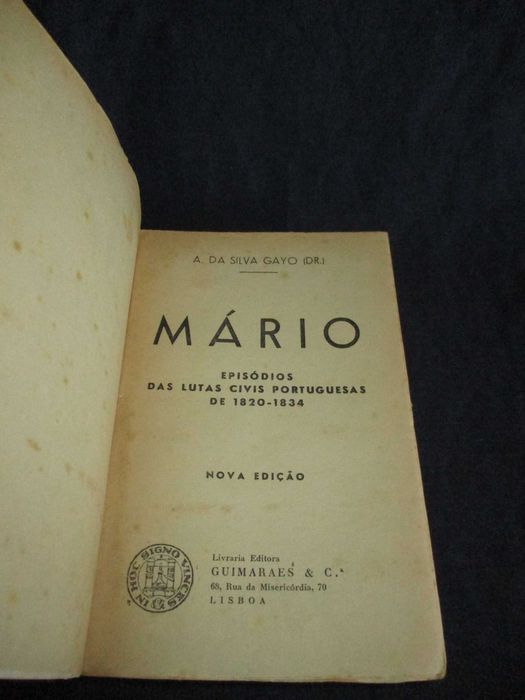 A. DA SILVA GAYO (DR.)
MÁRIO
EPISÓDIOS
DAS LUTAS CIVIS PORTUGUESAS
DE 1820-1834
NOVA EDIÇÃO
IN HOC SIGNO VINCES
Livraria Editora
GUIMARAES & C.ª
68, Rua da Misericórdia, 70
LISBOA